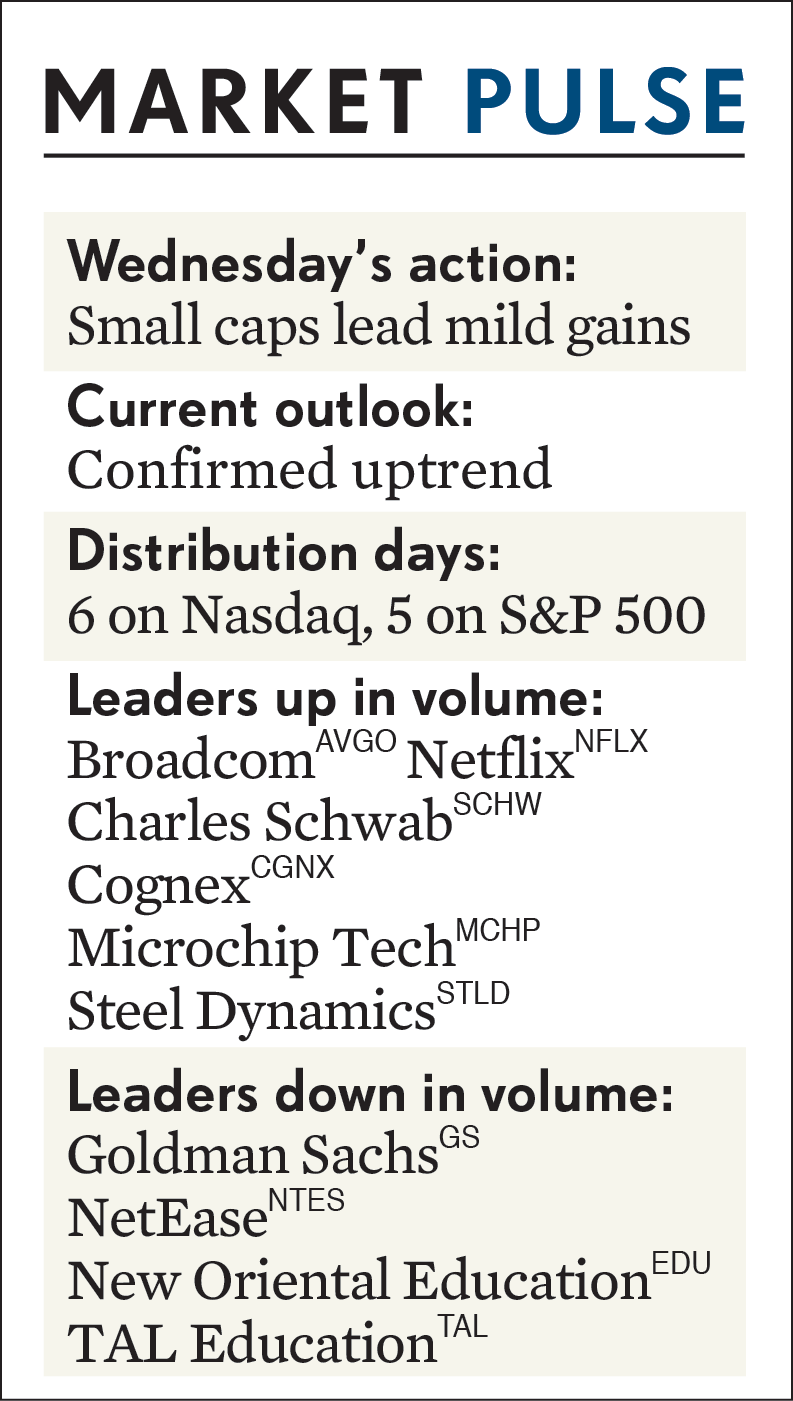 MARKET PULSE
Wednesday’s action:
Small caps lead mild gains
Current outlook:
Confirmed uptrend
Distribution days:
6 on Nasdaq, 5 on S&P 500
Leaders up in volume:
Broadcom AVGO Netflix NFLX
Charles Schwab SCHW
Cognex CGNX
Microchip Tech MCHP
Steel Dynamics STLD
Leaders down in volume:
Goldman Sachs GS
NetEase NTES
New Oriental Education EDU
TAL Education TAL